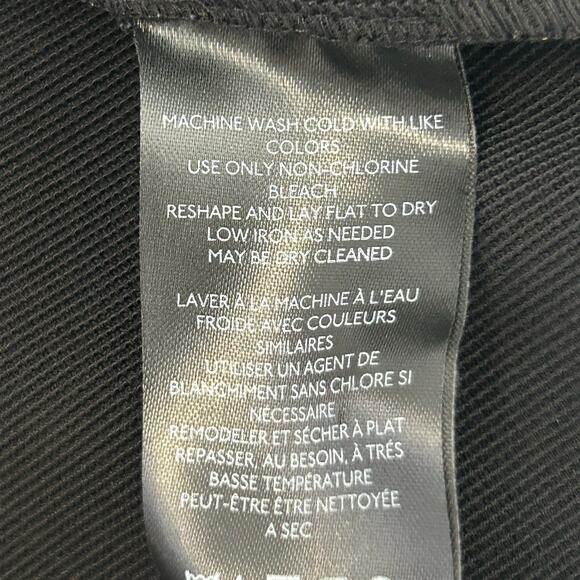 MACHINE WASH COLD WITH LIKE
COLORS
USE ONLY NON-CHLORINE
BLEACH
RESHAPE AND LAY FLAT TO DRY
LOW IRON AS NEEDED
MAY BE DRY CLEANED
LAVER À LA MACHINE À L'EAU
FROIDE AVEC COULEURS
SIMILAIRES
UTILISER UN AGENT DE
BLANCHIMENT SANS CHLORE SI
NÉCESSAIRE
REMODELER ET SÉCHER À PLAT
REPASSER, AU BESOIN, À TRÉS
BASSE TEMPÉRATURE
PEUT-ÊTRE ÊTRE NETTOYÉE
A SEC